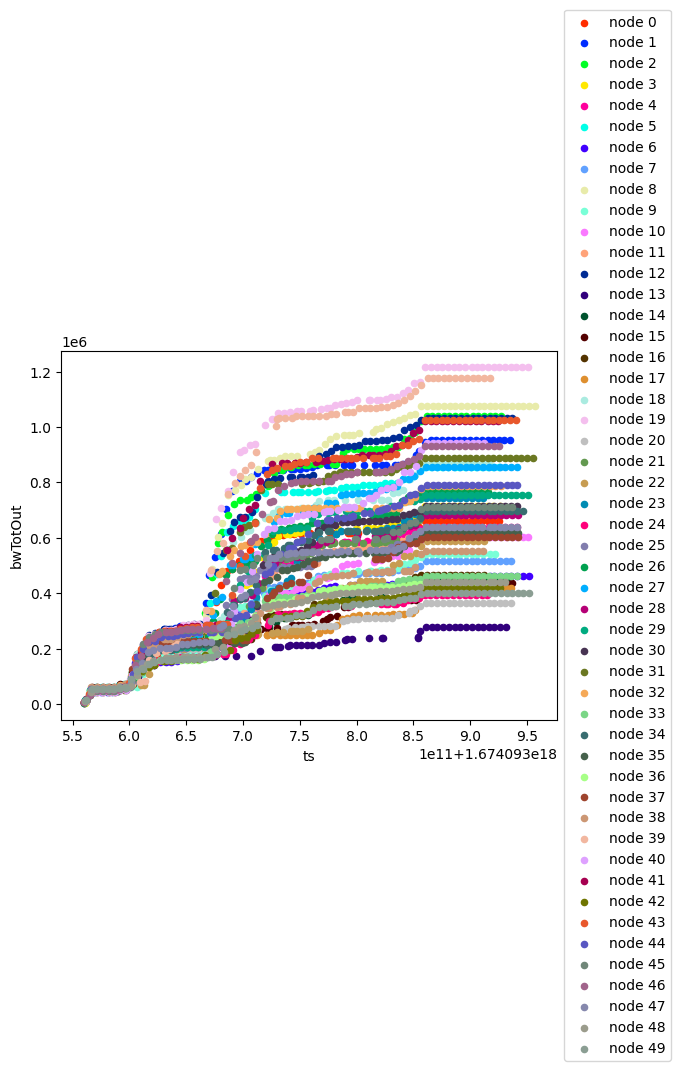 node 0
node 1
node 2
node 3
node 4
node 5
node 6
node 7
node 8
node 9
node 10
node 11
node 12
node 13
node 14
node 15
node 16
node 17
node 18
node 19
node 20
node 21
node 22
node 23
node 24
node 25
node 26
node 27
node 28
node 29
node 30
node 31
node 32
node 33
node 34
node 35
node 36
node 37
node 38
node 39
node 40
node 41
node 42
node 43
node 44
node 45
node 46
node 47
node 48
node 49
1e6
1.2
1.0
0.8
0.6
0.4
0.2
0.0
bwTotOut
5.5 6.0 6.5 7.0 7.5 8.0 8.5 9.0 9.5
ts
1e11+1.674093e18